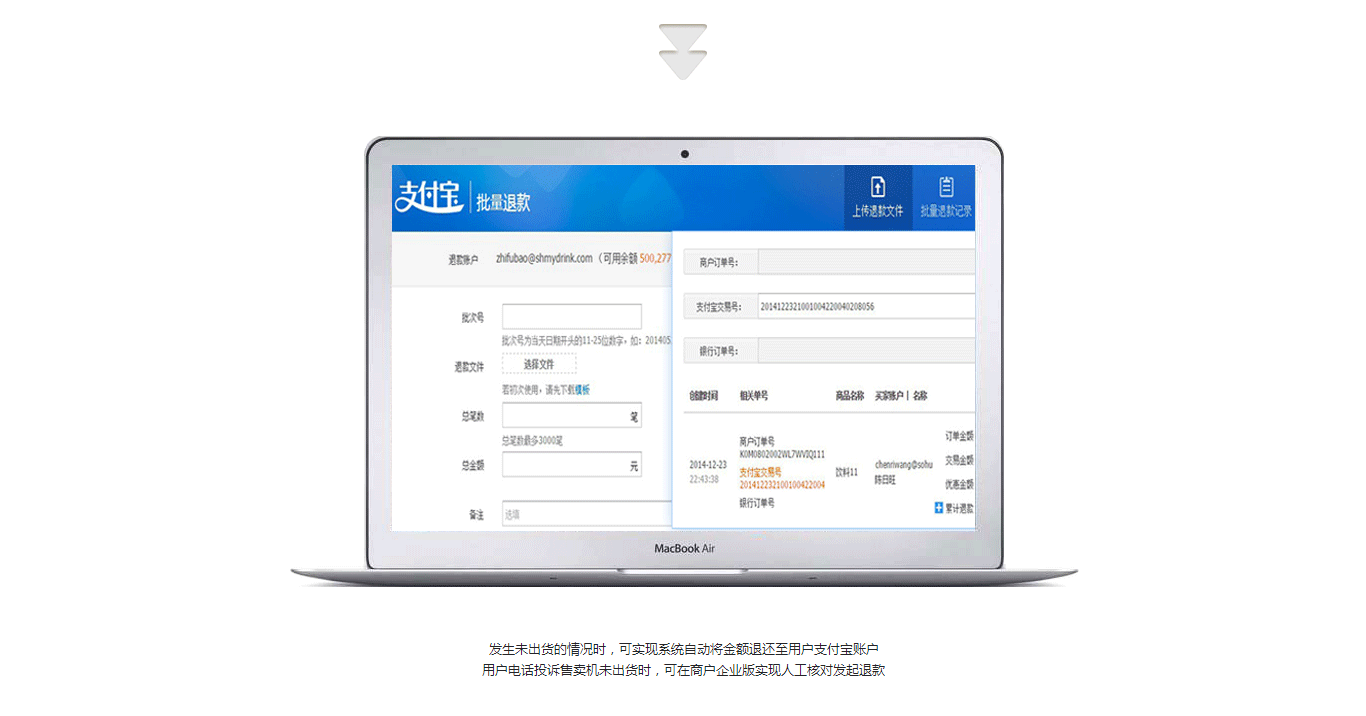 支付宝 批量退款
上传退款文件
批量退款记录
退款账户 zhifubao@shmydrink.com（可用余额 500,277
批次号
批次号为当天日期开头的11-25位数字，如：201405
退款文件 选择文件
若初次使用，请先下载模板
总笔数 笔
总笔数最多3000笔
总金额 元
备注 选填
商户订单号：
支付宝交易号： 2014122321001004220040208056
银行订单号：
创建时间 相关单号 商品名称 买家账户 | 名称
商户订单号
K0M0802002WL7WVIQ111
2014-12-23
22:43:38
支付宝交易号
201412232100100422004
银行订单号
饮料11
chenriwang@sohu
陈日旺
订单金额
交易金额
优惠金额
累计退款
MacBook Air
发生未出货的情况时，可实现系统自动将金额退还至用户支付宝账户
用户电话投诉售卖机未出货时，可在商户企业版实现人工核对发起退款